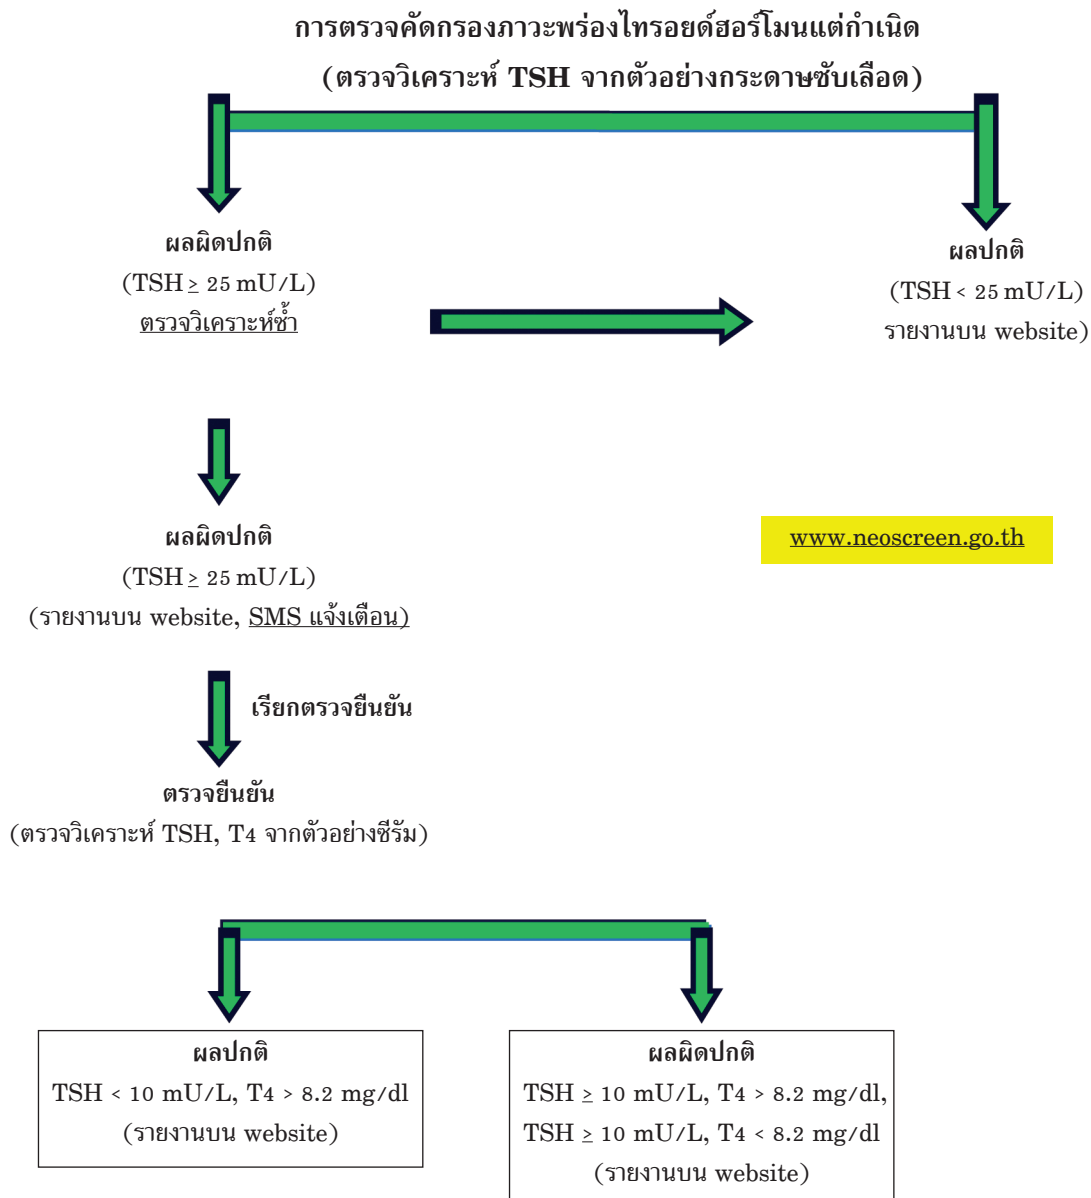 การตรวจคัดกรองภาวะพร่องไทรอยด์ฮอร์โมนแต่กำเนิด
(ตรวจวิเคราะห์ TSH จากตัวอย่างกระดาษซับเลือด)
ผลผิดปกติ
(TSH ≥ 25 mU/L)
ตรวจวิเคราะห์ซ้ำ
ผลปกติ
(TSH < 25 mU/L)
รายงานบน website)
ผลผิดปกติ
(TSH ≥ 25 mU/L)
(รายงานบน website, SMS แจ้งเตือน)
www.neoscreen.go.th
เรียกตรวจยืนยัน
ตรวจยืนยัน
(ตรวจวิเคราะห์ TSH, T4 จากตัวอย่างซีรัม)
ผลปกติ
TSH < 10 mU/L, T4 > 8.2 mg/dl
(รายงานบน website)
ผลผิดปกติ
TSH ≥ 10 mU/L, T4 > 8.2 mg/dl,
TSH ≥ 10 mU/L, T4 < 8.2 mg/dl
(รายงานบน website)